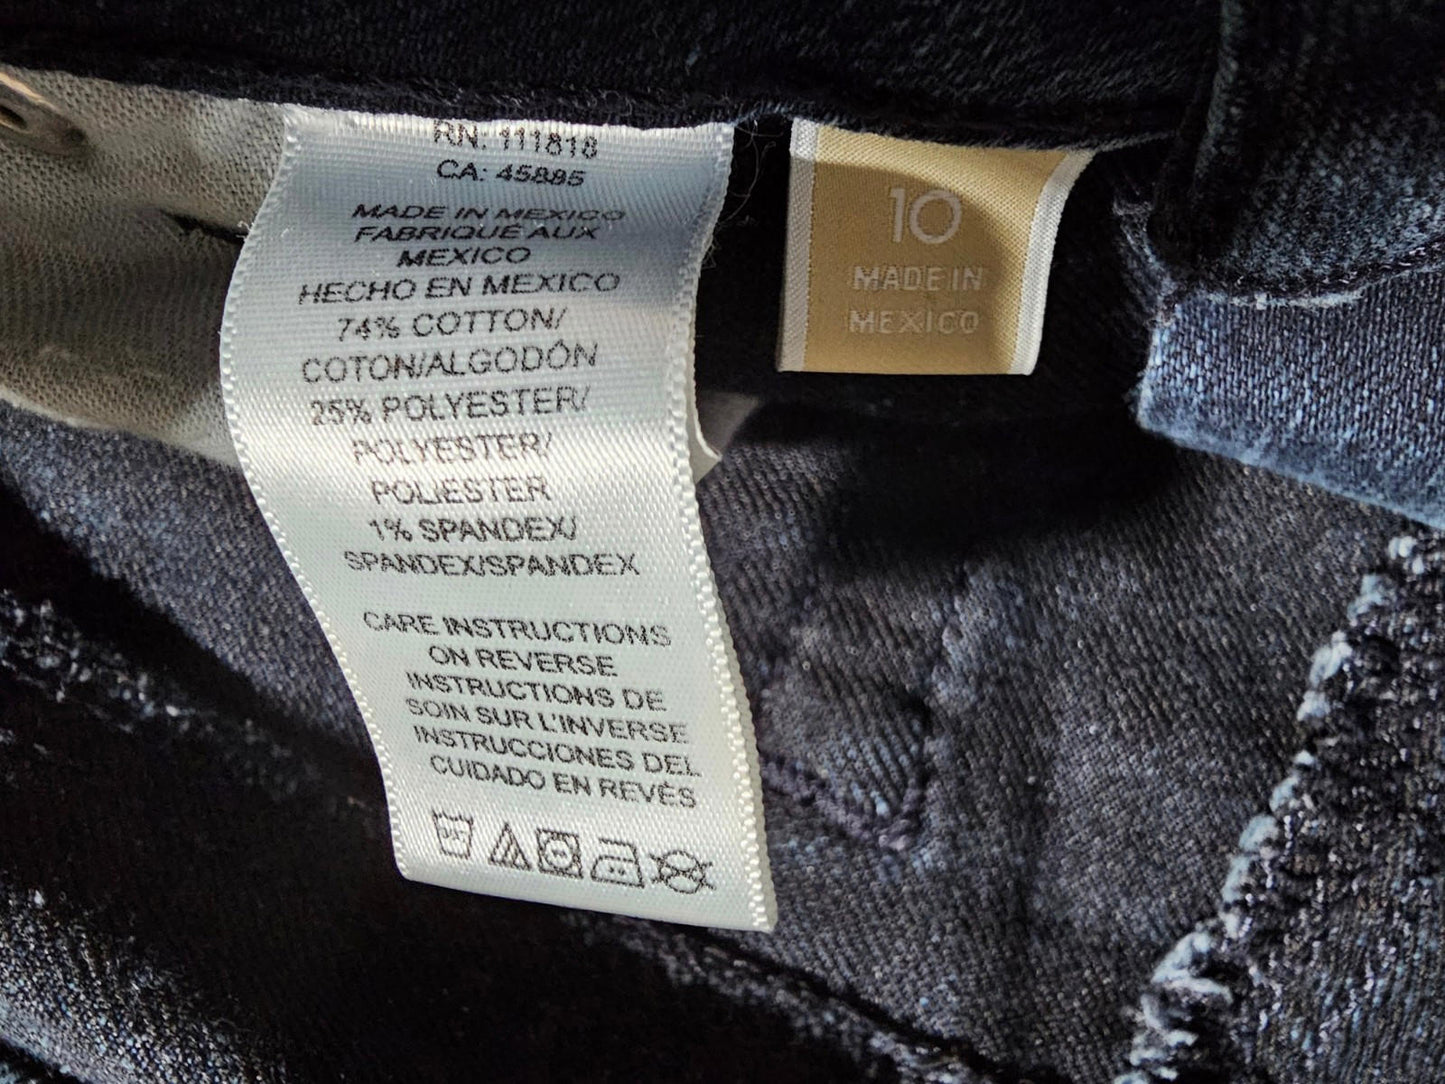 RN: 111818
CA: 45885
MADE IN MEXICO
FABRIQUÉ AUX
MEXICO
HECHO EN MEXICO
74% COTTON/
COTON/ALGODÓN
25% POLYESTER/
POLYESTER/
POLIESTER
1% SPANDEX/
SPANDEX/SPANDEX
CARE INSTRUCTIONS
ON REVERSE
INSTRUCTIONS DE
SOIN SUR L'INVERSE
INSTRUCCIONES DEL
CUIDADO EN REVÉS
10
MADE IN
MEXICO